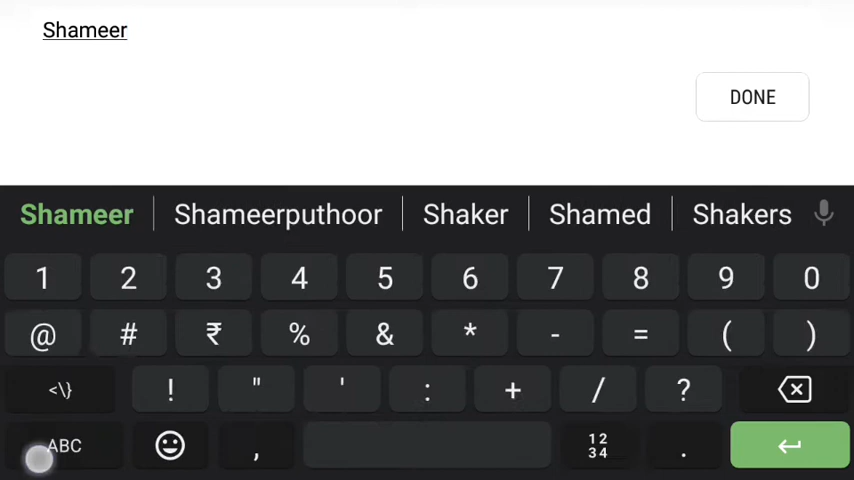 Shameer
DONE
Shameer Shameerputhoor Shaker Shamed Shakers
1 2 3 4 5 6 7 8 9 0
@ # ₹ % & * - = ( )
<\} ! " ' : + / ?
ABC , 12 34 .